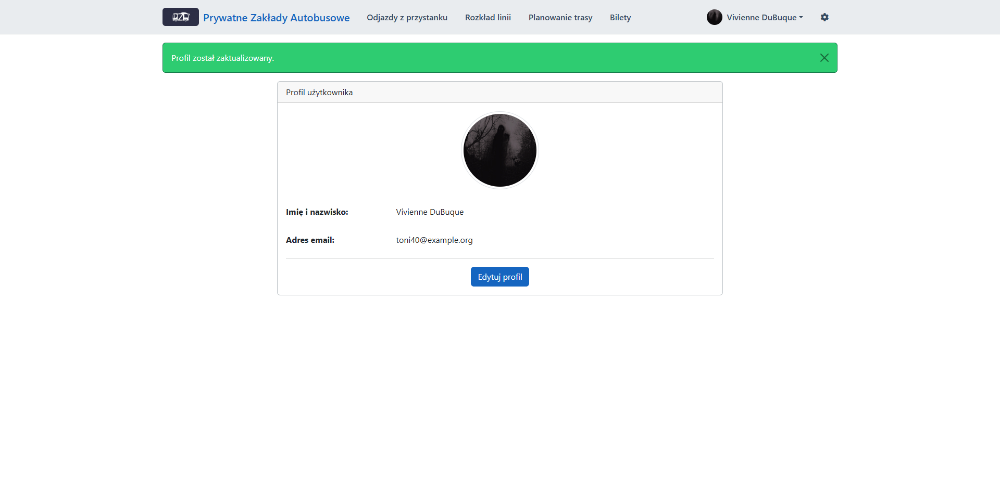 PZA Prywatne Zakłady Autobusowe Odjazdy z przystanku Rozkład linii Planowanie trasy Bilety Vivienne DuBuque
Profil został zaktualizowany.
Profil użytkownika
Imię i nazwisko: Vivienne DuBuque
Adres email: toni40@example.org
Edytuj profil